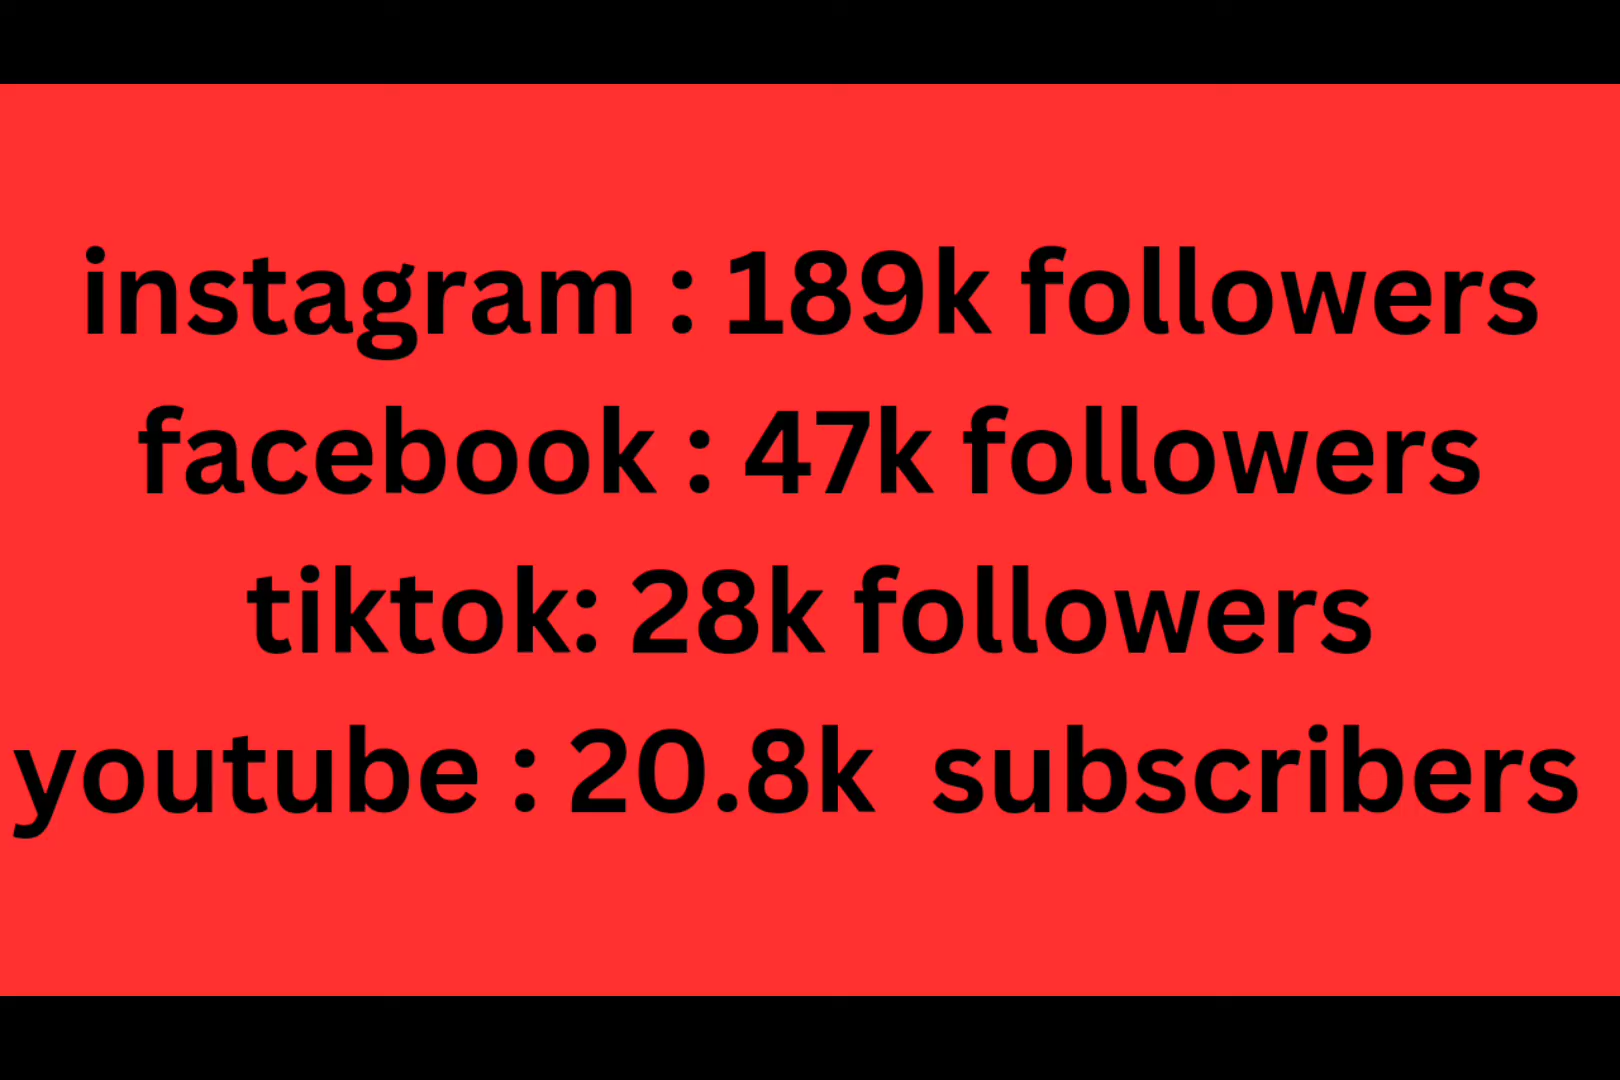 instagram : 189k followers
facebook : 47k followers
tiktok: 28k followers
youtube : 20.8k  subscribers